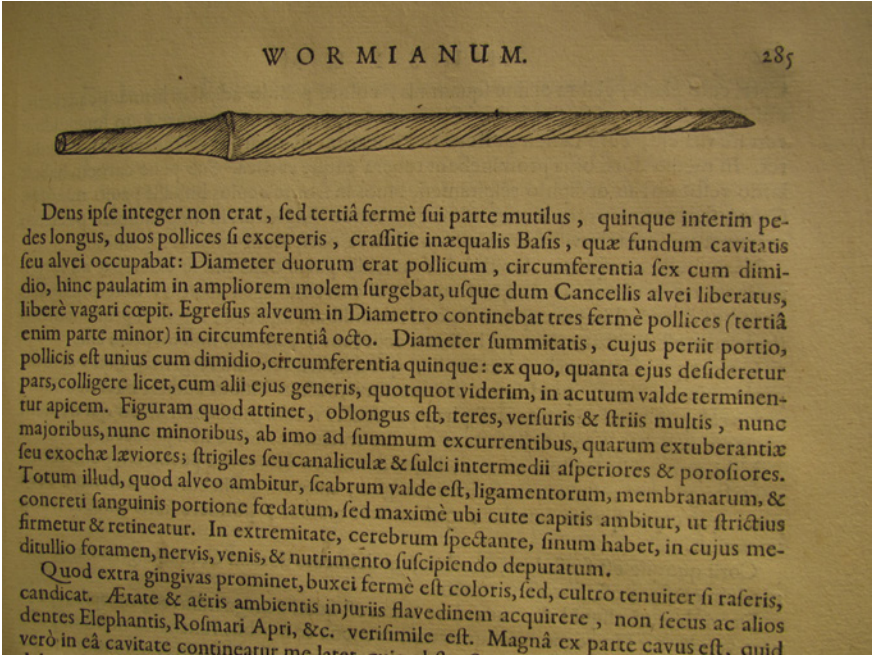 WORMIANUM. 285
Dens ipſe integer non erat, ſed tertiâ fermè ſui parte mutilus, quinque interim pe-
des longus, duos pollices ſi exceperis, craſſitie inæqualis Baſis, quæ fundum cavitatis
ſeu alvei occupabat: Diameter duorum erat pollicum, circumferentia ſex cum dimi-
dio, hinc paulatim in ampliorem molem ſurgebat, uſque dum Cancellis alvei liberatus,
liberè vagari cœpit. Egreſſus alveum in Diametro continebat tres fermè pollices (tertiâ
enim parte minor) in circumferentiâ octo. Diameter ſummitatis, cujus periit portio,
pollicis eſt unius cum dimidio, circumferentia quinque: ex quo, quanta ejus deſideretur
pars, colligere licet, cum alii ejus generis, quotquot viderim, in acutum valde terminen-
tur apicem. Figuram quod attinet, oblongus eſt, teres, verſuris & ſtriis multis, nunc
majoribus, nunc minoribus, ab imo ad ſummum excurrentibus, quarum extuberantiæ
ſeu exochæ læviores; ſtrigiles ſeu canaliculæ & ſulci intermedii aſperiores & poroſiores.
Totum illud, quod alveo ambitur, ſcabrum valde eſt, ligamentorum, membranarum, &
concreti ſanguinis portione fœdatum, ſed maximè ubi cute capitis ambitur, ut ſtrictius
firmetur & retineatur. In extremitate, cerebrum ſpectante, ſinum habet, in cujus me-
ditullio foramen, nervis, venis, & nutrimento ſuſcipiendo deputatum.
Quod extra gingivas prominet, buxei fermè eſt coloris, ſed, cultro tenuiter ſi raſeris,
candicat. Ætate & aëris ambientis injuriis flavedinem acquirere, non ſecus ac alios
dentes Elephantis, Roſmari Apri, &c. veriſimile eſt. Magnâ ex parte cavus eſt, quid
verò in eâ cavitate contineatur me latet